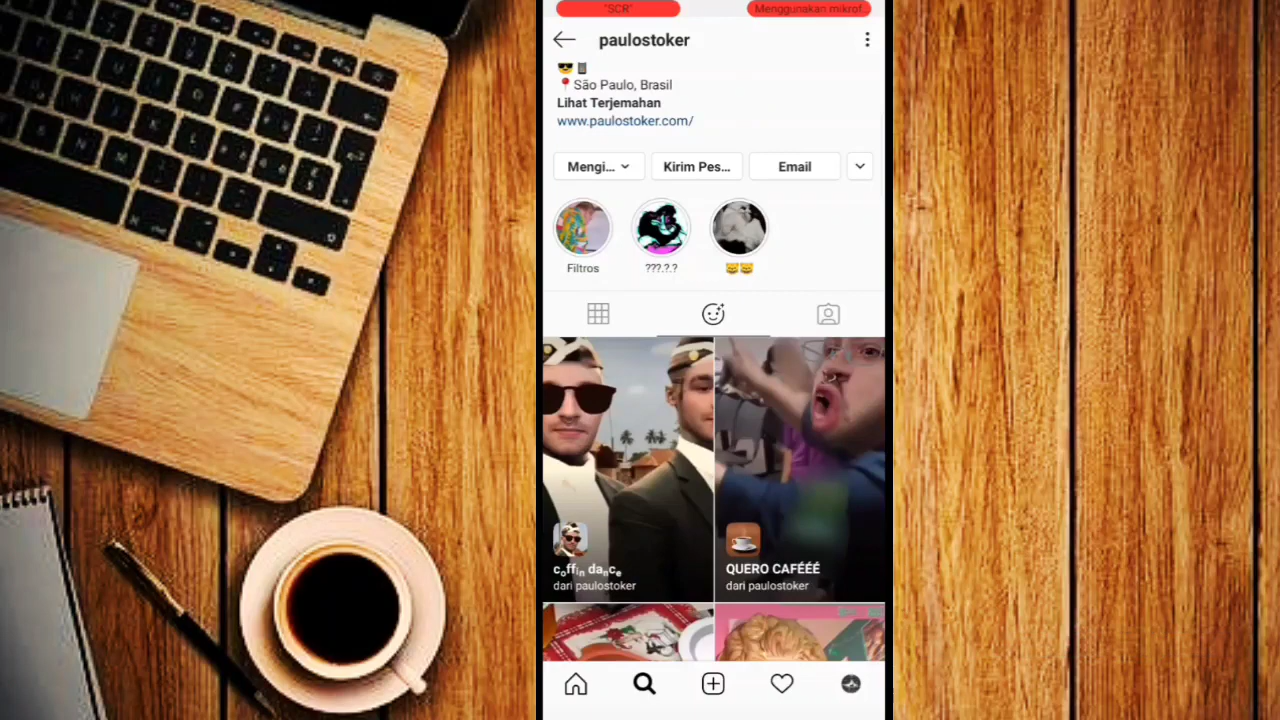 "SCR"
Menggunakan mikrof...
paulostoker
São Paulo, Brasil
Lihat Terjemahan
www.paulostoker.com/
Mengi...
Kirim Pes...
Email
Filtros
???.?.?
coffin dance
dari paulostoker
QUERO CAFÉÉÉ
dari paulostoker